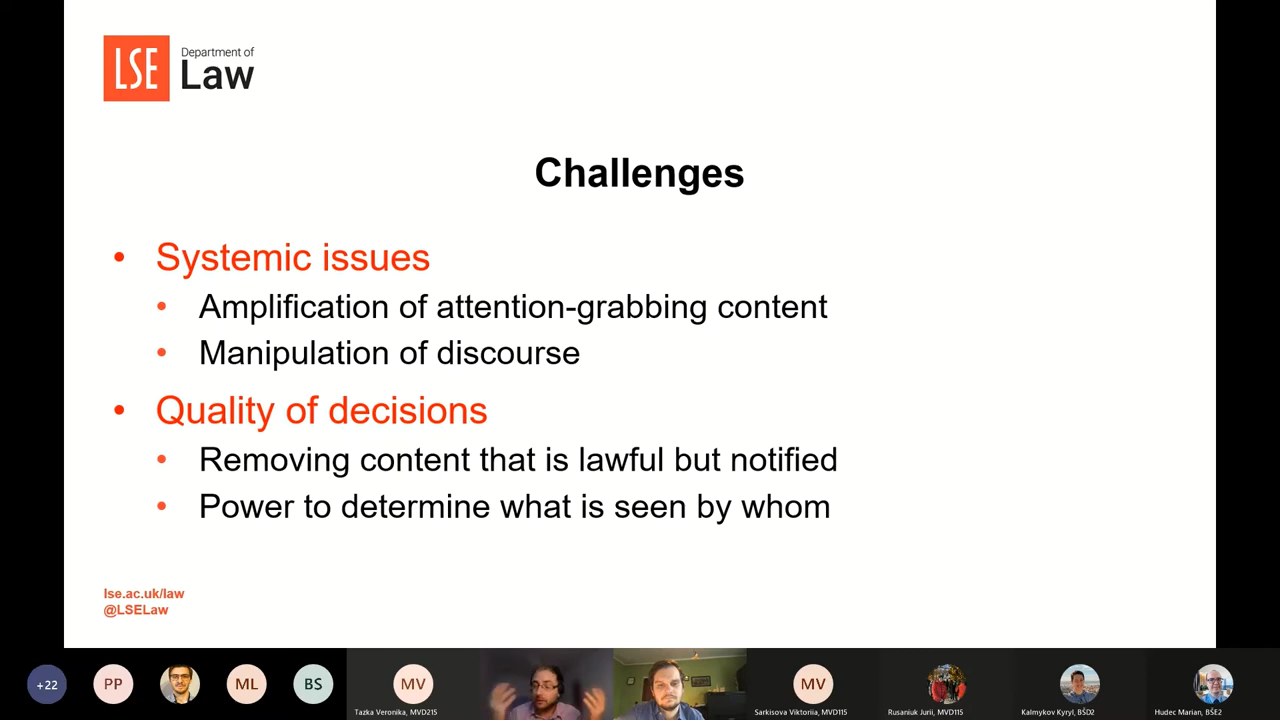 LSE
Department of
Law
Challenges
• Systemic issues
• Amplification of attention-grabbing content
• Manipulation of discourse
• Quality of decisions
• Removing content that is lawful but notified
• Power to determine what is seen by whom
lse.ac.uk/law
@LSELaw
+22
PP
ML
BS
MV
MV
Tazka Veronika, MVD215
Sarkisova Viktoriia, MVD115
Rusaniuk Jurii, MVD115
Kalmykov Kyryl, BŠD2
Hudec Marian, BŠE2